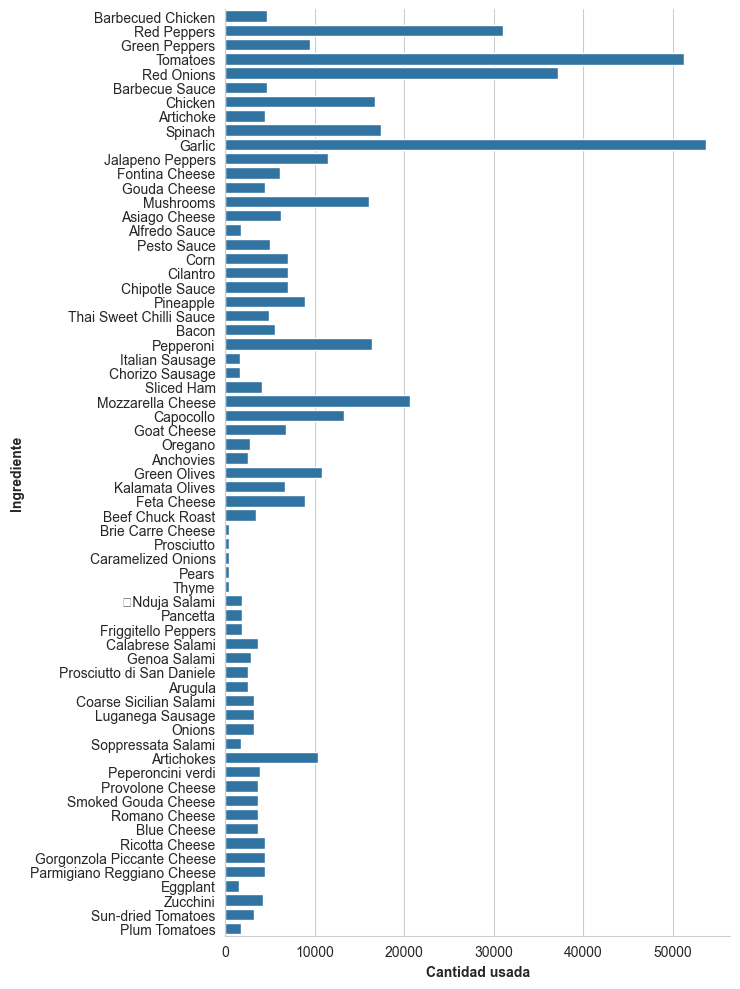 Barbecued Chicken
Red Peppers
Green Peppers
Tomatoes
Red Onions
Barbecue Sauce
Chicken
Artichoke
Spinach
Garlic
Jalapeno Peppers
Fontina Cheese
Gouda Cheese
Mushrooms
Asiago Cheese
Alfredo Sauce
Pesto Sauce
Corn
Cilantro
Chipotle Sauce
Pineapple
Thai Sweet Chilli Sauce
Bacon
Pepperoni
Italian Sausage
Chorizo Sausage
Sliced Ham
Mozzarella Cheese
Capocollo
Goat Cheese
Oregano
Anchovies
Green Olives
Kalamata Olives
Feta Cheese
Beef Chuck Roast
Brie Carre Cheese
Prosciutto
Caramelized Onions
Pears
Thyme
▯Nduja Salami
Pancetta
Friggitello Peppers
Calabrese Salami
Genoa Salami
Prosciutto di San Daniele
Arugula
Coarse Sicilian Salami
Luganega Sausage
Onions
Soppressata Salami
Artichokes
Peperoncini verdi
Provolone Cheese
Smoked Gouda Cheese
Romano Cheese
Blue Cheese
Ricotta Cheese
Gorgonzola Piccante Cheese
Parmigiano Reggiano Cheese
Eggplant
Zucchini
Sun-dried Tomatoes
Plum Tomatoes
Ingrediente
0 10000 20000 30000 40000 50000
Cantidad usada